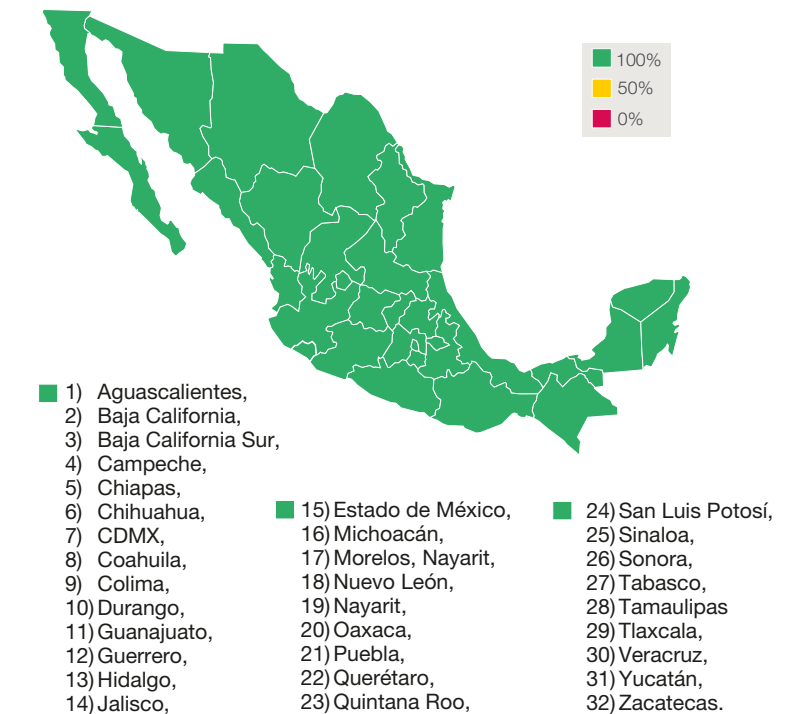 100%
50%
0%
1) Aguascalientes,
2) Baja California,
3) Baja California Sur,
4) Campeche,
5) Chiapas,
6) Chihuahua,
7) CDMX,
8) Coahuila,
9) Colima,
10) Durango,
11) Guanajuato,
12) Guerrero,
13) Hidalgo,
14) Jalisco,
15) Estado de México,
16) Michoacán,
17) Morelos, Nayarit,
18) Nuevo León,
19) Nayarit,
20) Oaxaca,
21) Puebla,
22) Querétaro,
23) Quintana Roo,
24) San Luis Potosí,
25) Sinaloa,
26) Sonora,
27) Tabasco,
28) Tamaulipas
29) Tlaxcala,
30) Veracruz,
31) Yucatán,
32) Zacatecas.